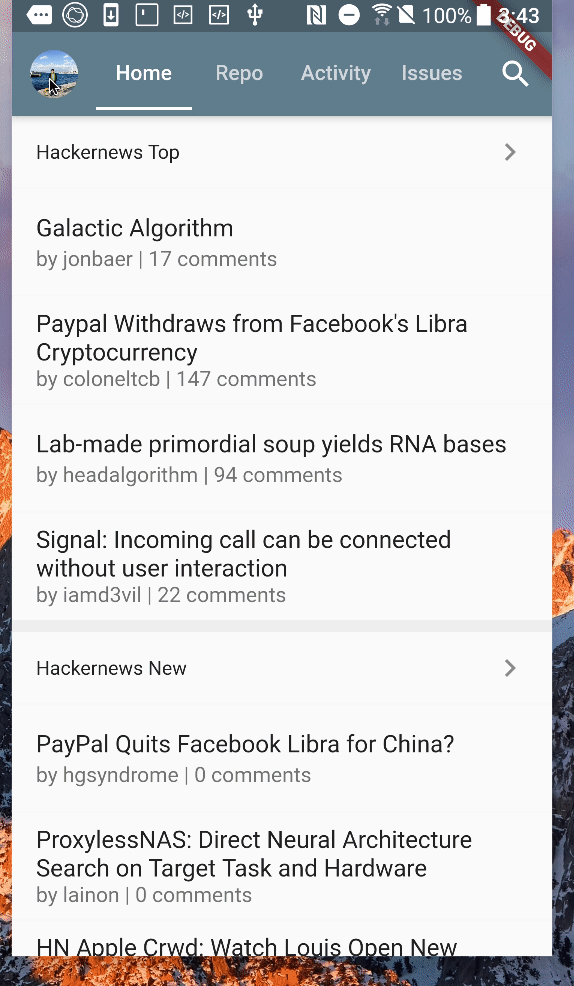 100%
3:43
DEBUG
Home
Repo
Activity
Issues
Hackernews Top
Galactic Algorithm
by jonbaer | 17 comments
Paypal Withdraws from Facebook's Libra
Cryptocurrency
by coloneltcb | 147 comments
Lab-made primordial soup yields RNA bases
by headalgorithm | 94 comments
Signal: Incoming call can be connected
without user interaction
by iamd3vil | 22 comments
Hackernews New
PayPal Quits Facebook Libra for China?
by hgsyndrome | 0 comments
ProxylessNAS: Direct Neural Architecture
Search on Target Task and Hardware
by lainon | 0 comments
HN Apple Crwd: Watch Louis Open New